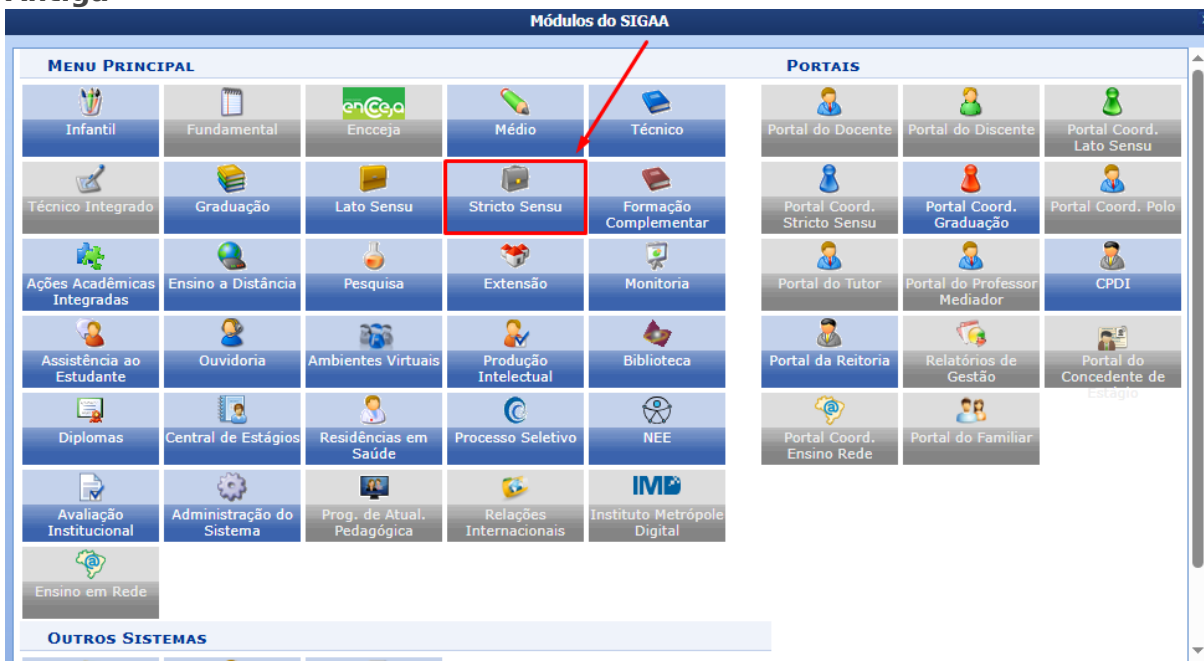 Módulos do SIGAA
MENU PRINCIPAL
Infantil
Fundamental
encceja
Encceja
Médio
Técnico
Técnico Integrado
Graduação
Lato Sensu
Stricto Sensu
Formação
Complementar
Ações Acadêmicas
Integradas
Ensino a Distância
Pesquisa
Extensão
Monitoria
Assistência ao
Estudante
Ouvidoria
Ambientes Virtuais
Produção
Intelectual
Biblioteca
Diplomas
Central de Estágios
Residências em
Saúde
Processo Seletivo
NEE
Avaliação
Institucional
Administração do
Sistema
Prog. de Atual.
Pedagógica
Relações
Internacionais
IMD
Instituto Metrópole
Digital
Ensino em Rede
PORTAIS
Portal do Docente
Portal do Discente
Portal Coord.
Lato Sensu
Portal Coord.
Stricto Sensu
Portal Coord.
Graduação
Portal Coord. Polo
Portal do Tutor
Portal do Professor
Mediador
CPDI
Portal da Reitoria
Relatórios de
Gestão
Portal do
Concedente de
Estágio
Portal Coord.
Ensino Rede
Portal do Familiar
OUTROS SISTEMAS